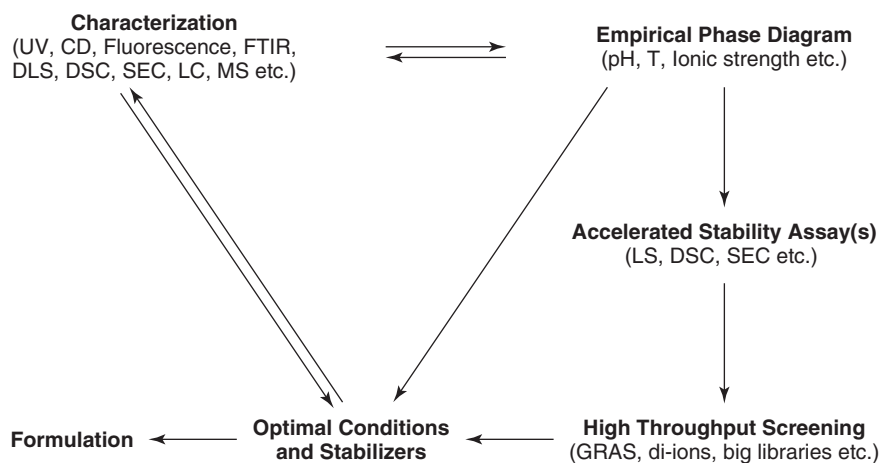 Characterization
(UV, CD, Fluorescence, FTIR,
DLS, DSC, SEC, LC, MS etc.)
Empirical Phase Diagram
(pH, T, Ionic strength etc.)
Accelerated Stability Assay(s)
(LS, DSC, SEC etc.)
High Throughput Screening
(GRAS, di-ions, big libraries etc.)
Optimal Conditions
and Stabilizers
Formulation